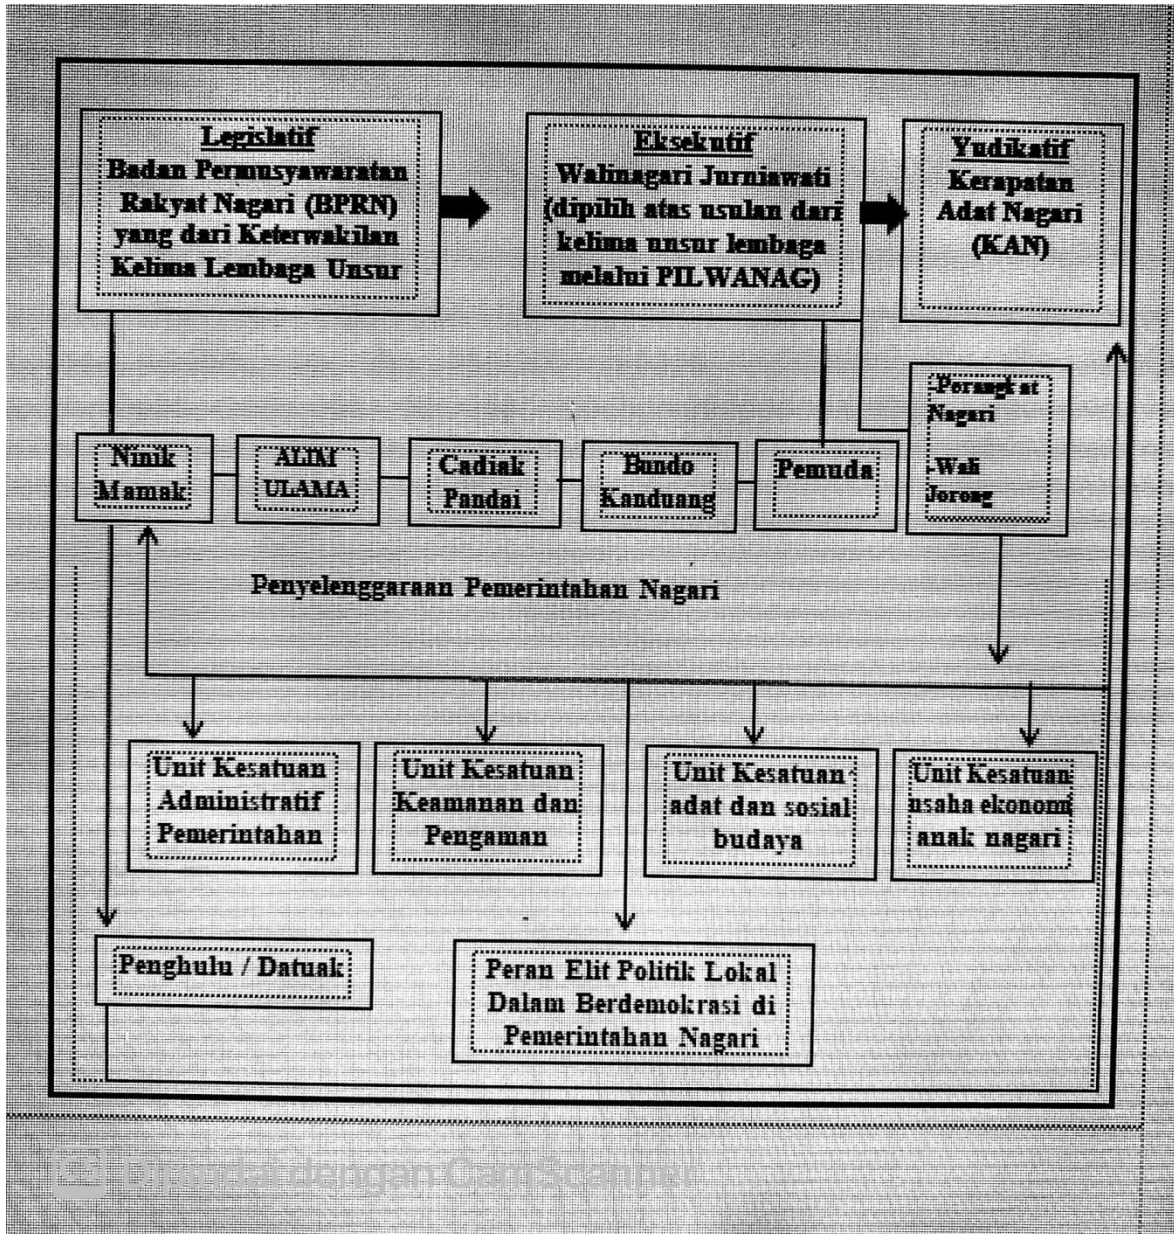 Legislatif
Badan Permusyawaratan
Rakyat Nagari (BPRN)
yang dari Keterwakilan
Kelima Lembaga Unsur
Eksekutif
Walinagari Jurniawati
(dipilih atas usulan dari
kelima unsur lembaga
melalui PILWANAG)
Yudikatif
Kerapatan
Adat Nagari
(KAN)
-Perangkat
Nagari
-Wali
Jorong
Ninik
Mamak
ALIM
ULAMA
Cadiak
Pandai
Bundo
Kanduang
Pemuda
Penyelenggaraan Pemerintahan Nagari
Unit Kesatuan
Administratif
Pemerintahan
Unit Kesatuan
Keamanan dan
Pengaman
Unit Kesatuan
adat dan sosial
budaya
Unit Kesatuan
usaha ekonomi
anak nagari
Penghulu / Datuak
Peran Elit Politik Lokal
Dalam Berdemokrasi di
Pemerintahan Nagari
CS Dipindai dengan CamScanner